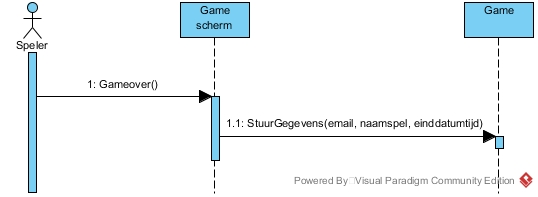 Game
scherm
Game
Speler
1: Gameover()
1.1: StuurGegevens(email, naamspel, einddatumtijd)
Powered By Visual Paradigm Community Edition